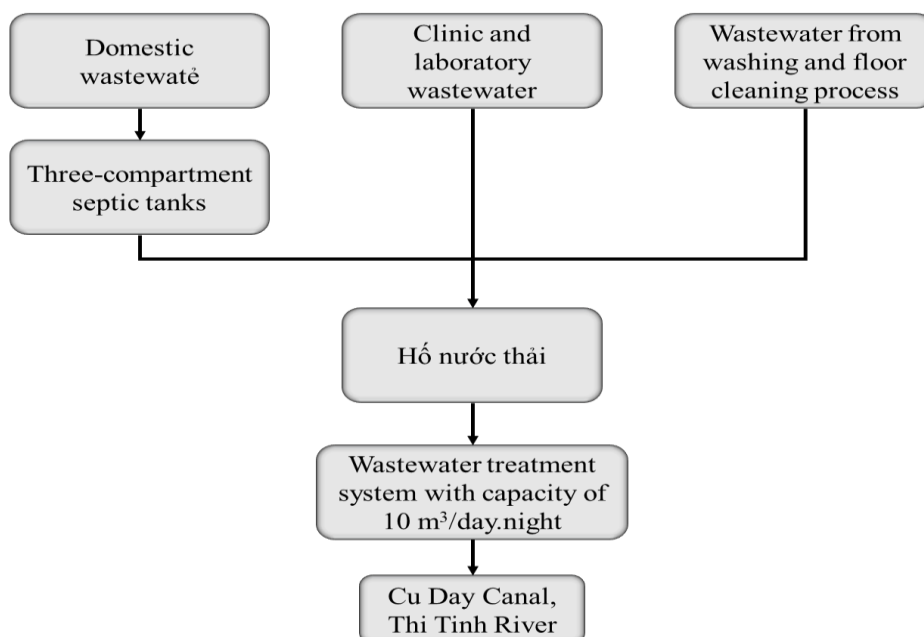 Domestic
wastewatẻ
Clinic and
laboratory
wastewater
Wastewater from
washing and floor
cleaning process
Three-compartment
septic tanks
Hố nước thải
Wastewater treatment
system with capacity of
10 m³/day.night
Cu Day Canal,
Thi Tinh River